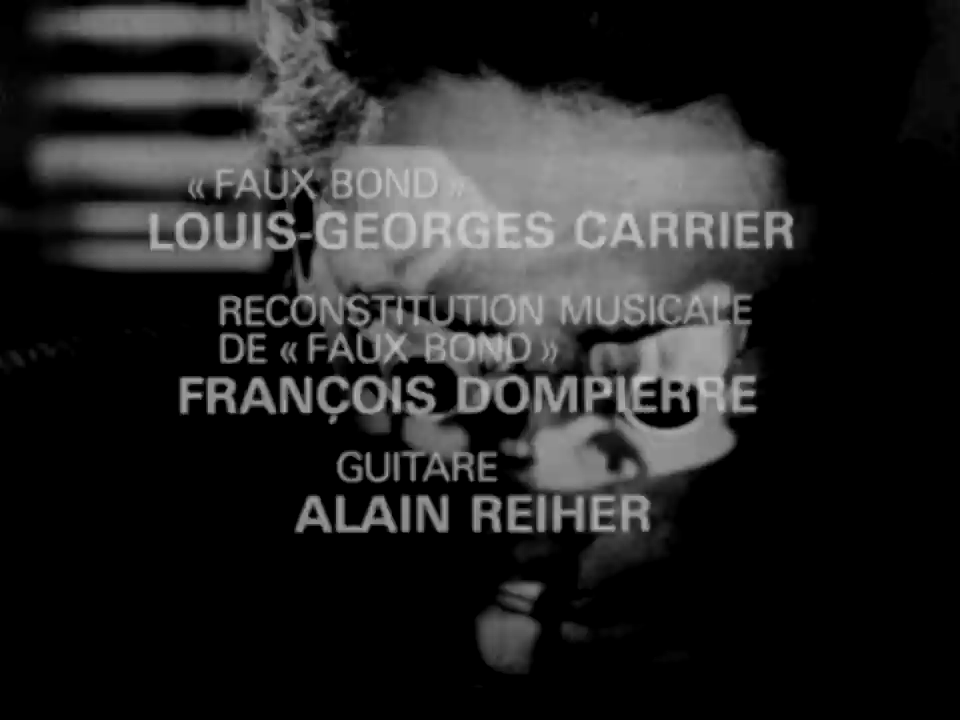 « FAUX BOND »
LOUIS-GEORGES CARRIER
RECONSTITUTION MUSICALE
DE « FAUX BOND »
FRANÇOIS DOMPIERRE
GUITARE
ALAIN REIHER